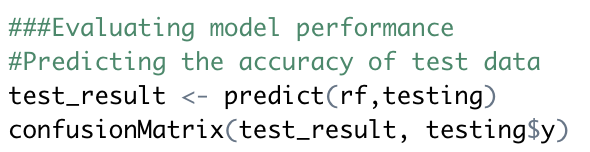 ###Evaluating model performance
#Predicting the accuracy of test data
test_result <- predict(rf,testing)
confusionMatrix(test_result, testing$y)